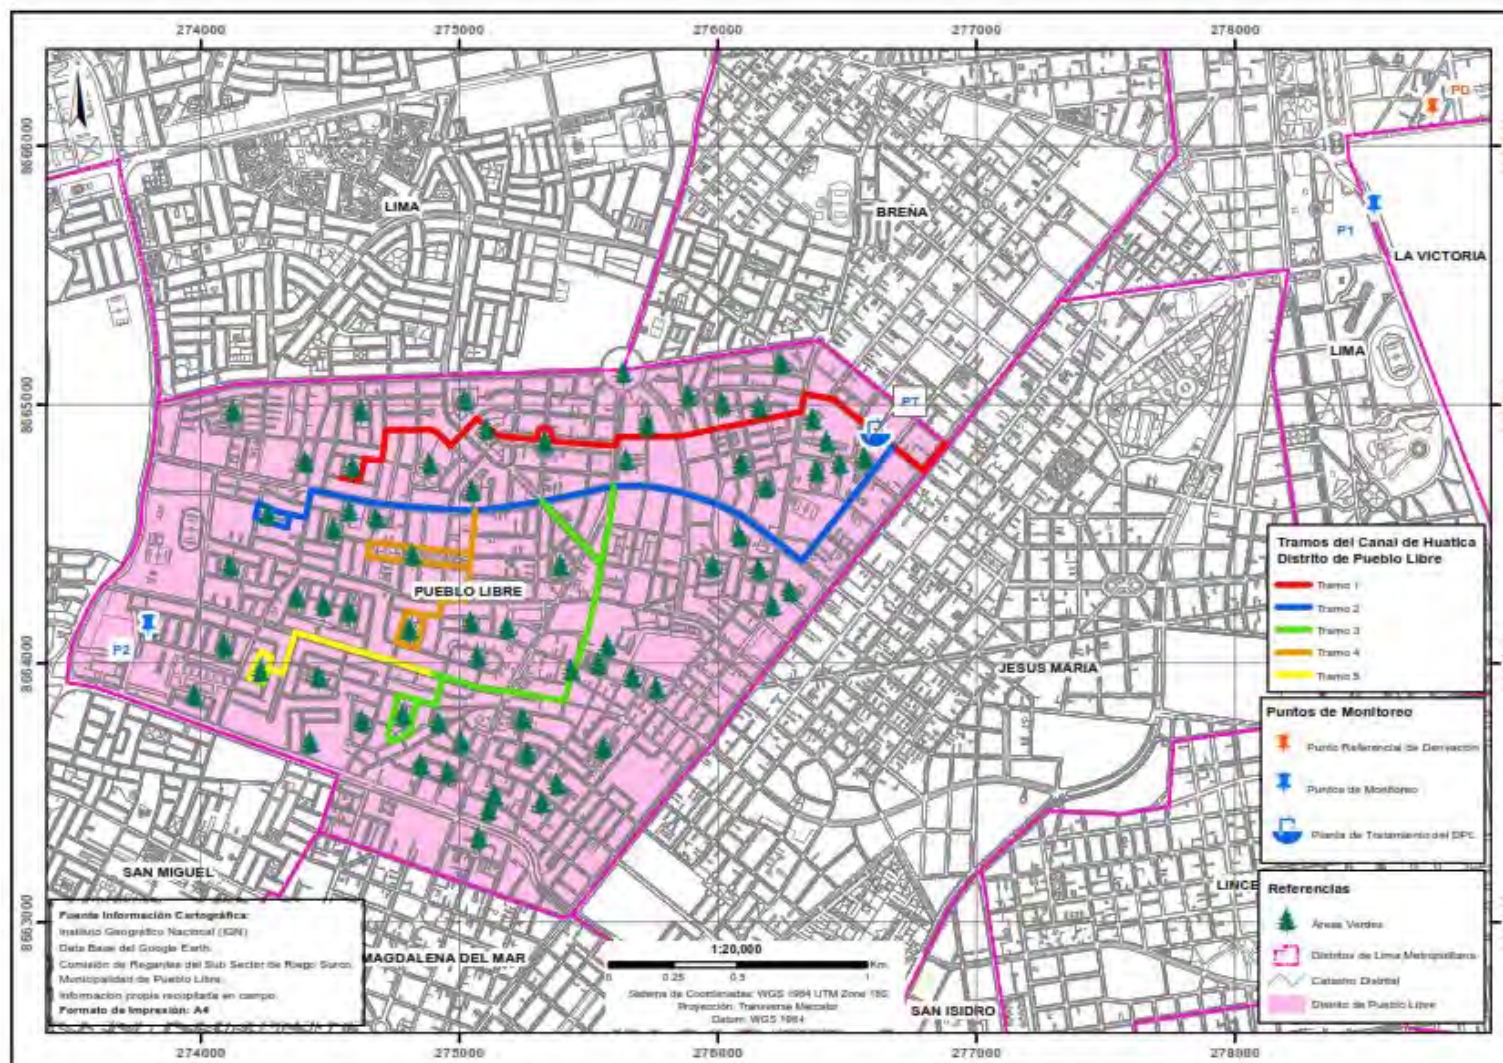 274000 275000 276000 277000 278000
8666000
8665000
8664000
8663000
P0
LIMA
BREÑA
P1
LA VICTORIA
LIMA
PT
PUEBLO LIBRE
P2
JESUS MARIA
SAN MIGUEL
MAGDALENA DEL MAR
LINCE
SAN ISIDRO
Tramos del Canal de Huatica
Distrito de Pueblo Libre
Tramo 1
Tramo 2
Tramo 3
Tramo 4
Tramo 5
Puntos de Monitoreo
Punto Referencial de Derivación
Puntos de Monitoreo
Planta de Tratamiento del DPL
Referencias
Áreas Verdes
Distritos de Lima Metropolitana
Catastro Distrital
Distrito de Pueblo Libre
Fuente Información Cartográfica:
Instituto Geográfico Nacional (IGN)
Data Base del Google Earth.
Comisión de Regantes del Sub Sector de Riego Surco.
Municipalidad de Pueblo Libre.
Información propia recopilada en campo.
Formato de Impresión: A4
1:20,000
Km.
0 0.25 0.5 1
Sistema de Coordenadas: WGS 1984 UTM Zone 18S
Proyección: Transverse Mercator
Datum: WGS 1984
274000 275000 276000 277000 278000